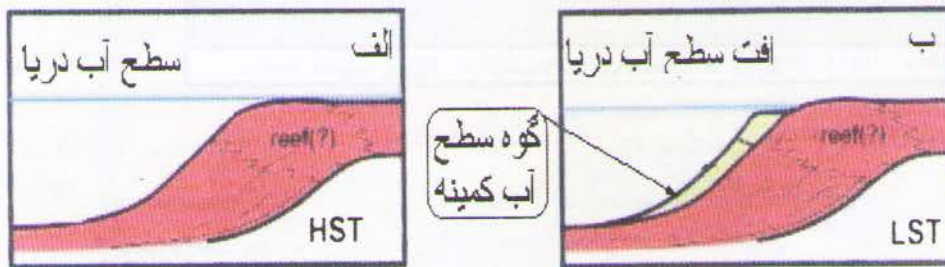 الف
سطح آب دریا
reef(?)
HST
ب
افت سطح آب دریا
گوه سطح
آب کمینه
reef(?)
LST